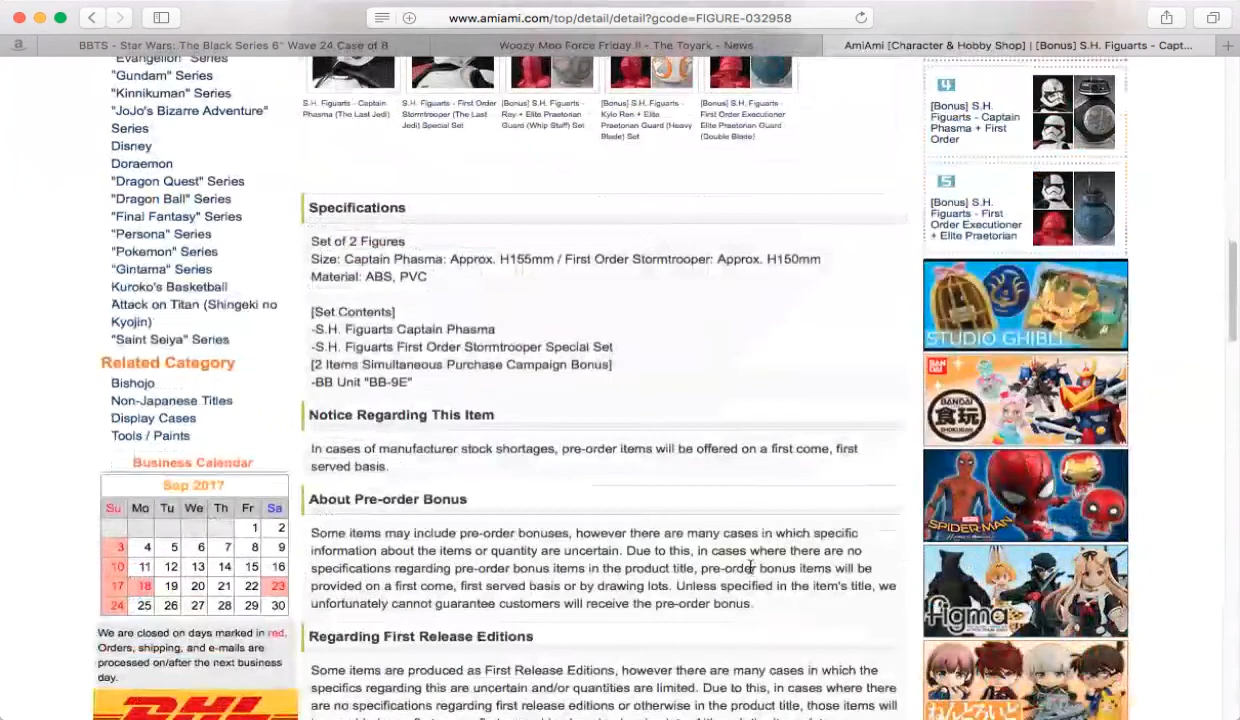 www.amiami.com/top/detail/detail?gcode=FIGURE-032958
BBTS - Star Wars: The Black Series 6" Wave 24 Case of 8
Woozy Moo Force Friday II - The Toyark - News
AmiAmi [Character & Hobby Shop] | [Bonus] S.H. Figuarts - Capt...
"Evangelion" Series
"Gundam" Series
"Kinnikuman" Series
"JoJo's Bizarre Adventure"
Series
Disney
Doraemon
"Dragon Quest" Series
"Dragon Ball" Series
"Final Fantasy" Series
"Persona" Series
"Pokemon" Series
"Gintama" Series
Kuroko's Basketball
Attack on Titan (Shingeki no
Kyojin)
"Saint Seiya" Series
Related Category
Bishojo
Non-Japanese Titles
Display Cases
Tools / Paints
Business Calendar
Sep 2017
Su Mo Tu We Th Fr Sa
1 2
3 4 5 6 7 8 9
10 11 12 13 14 15 16
17 18 19 20 21 22 23
24 25 26 27 28 29 30
We are closed on days marked in red.
Orders, shipping, and e-mails are
processed on/after the next business
day.
DHL
S.H. Figuarts - Captain
Phasma (The Last Jedi)
S.H. Figuarts - First Order
Stormtrooper (The Last
Jedi) Special Set
[Bonus] S.H. Figuarts -
Rey + Elite Praetorian
Guard (Whip Staff) Set
[Bonus] S.H. Figuarts -
Kylo Ren + Elite
Praetorian Guard (Heavy
Blade) Set
[Bonus] S.H. Figuarts -
First Order Executioner
Elite Praetorian Guard
(Double Blade)
Specifications
Set of 2 Figures
Size: Captain Phasma: Approx. H155mm / First Order Stormtrooper: Approx. H150mm
Material: ABS, PVC
[Set Contents]
-S.H. Figuarts Captain Phasma
-S.H. Figuarts First Order Stormtrooper Special Set
[2 Items Simultaneous Purchase Campaign Bonus]
-BB Unit "BB-9E"
Notice Regarding This Item
In cases of manufacturer stock shortages, pre-order items will be offered on a first come, first
served basis.
About Pre-order Bonus
Some items may include pre-order bonuses, however there are many cases in which specific
information about the items or quantity are uncertain. Due to this, in cases where there are no
specifications regarding pre-order bonus items in the product title, pre-order bonus items will be
provided on a first come, first served basis or by drawing lots. Unless specified in the item's title, we
unfortunately cannot guarantee customers will receive the pre-order bonus.
Regarding First Release Editions
Some items are produced as First Release Editions, however there are many cases in which the
specifics regarding this are uncertain and/or quantities are limited. Due to this, in cases where there
are no notations regarding first release editions or otherwise in the product title, those items will
4
[Bonus] S.H.
Figuarts - Captain
Phasma + First
Order
5
[Bonus] S.H.
Figuarts - First
Order Executioner
+ Elite Praetorian
STUDIO GHIBLI
BANDAI
BANDAI
食玩
SHOKUGAN
MARVEL
SPIDER-MAN
figma
ねんどろいど